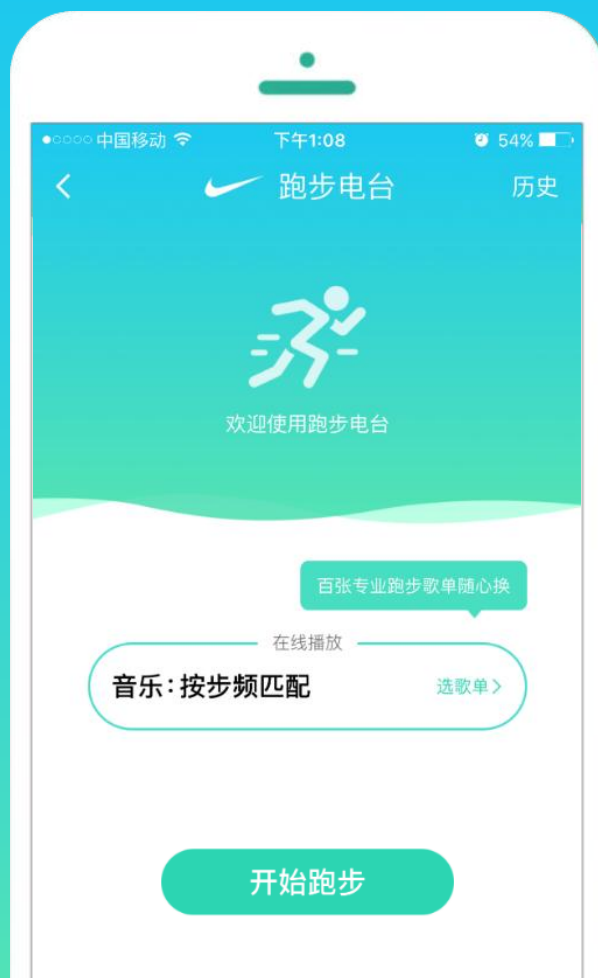 中国移动 下午1:08 54%
跑步电台 历史
欢迎使用跑步电台
百张专业跑步歌单随心换
在线播放
音乐：按步频匹配 选歌单>
开始跑步